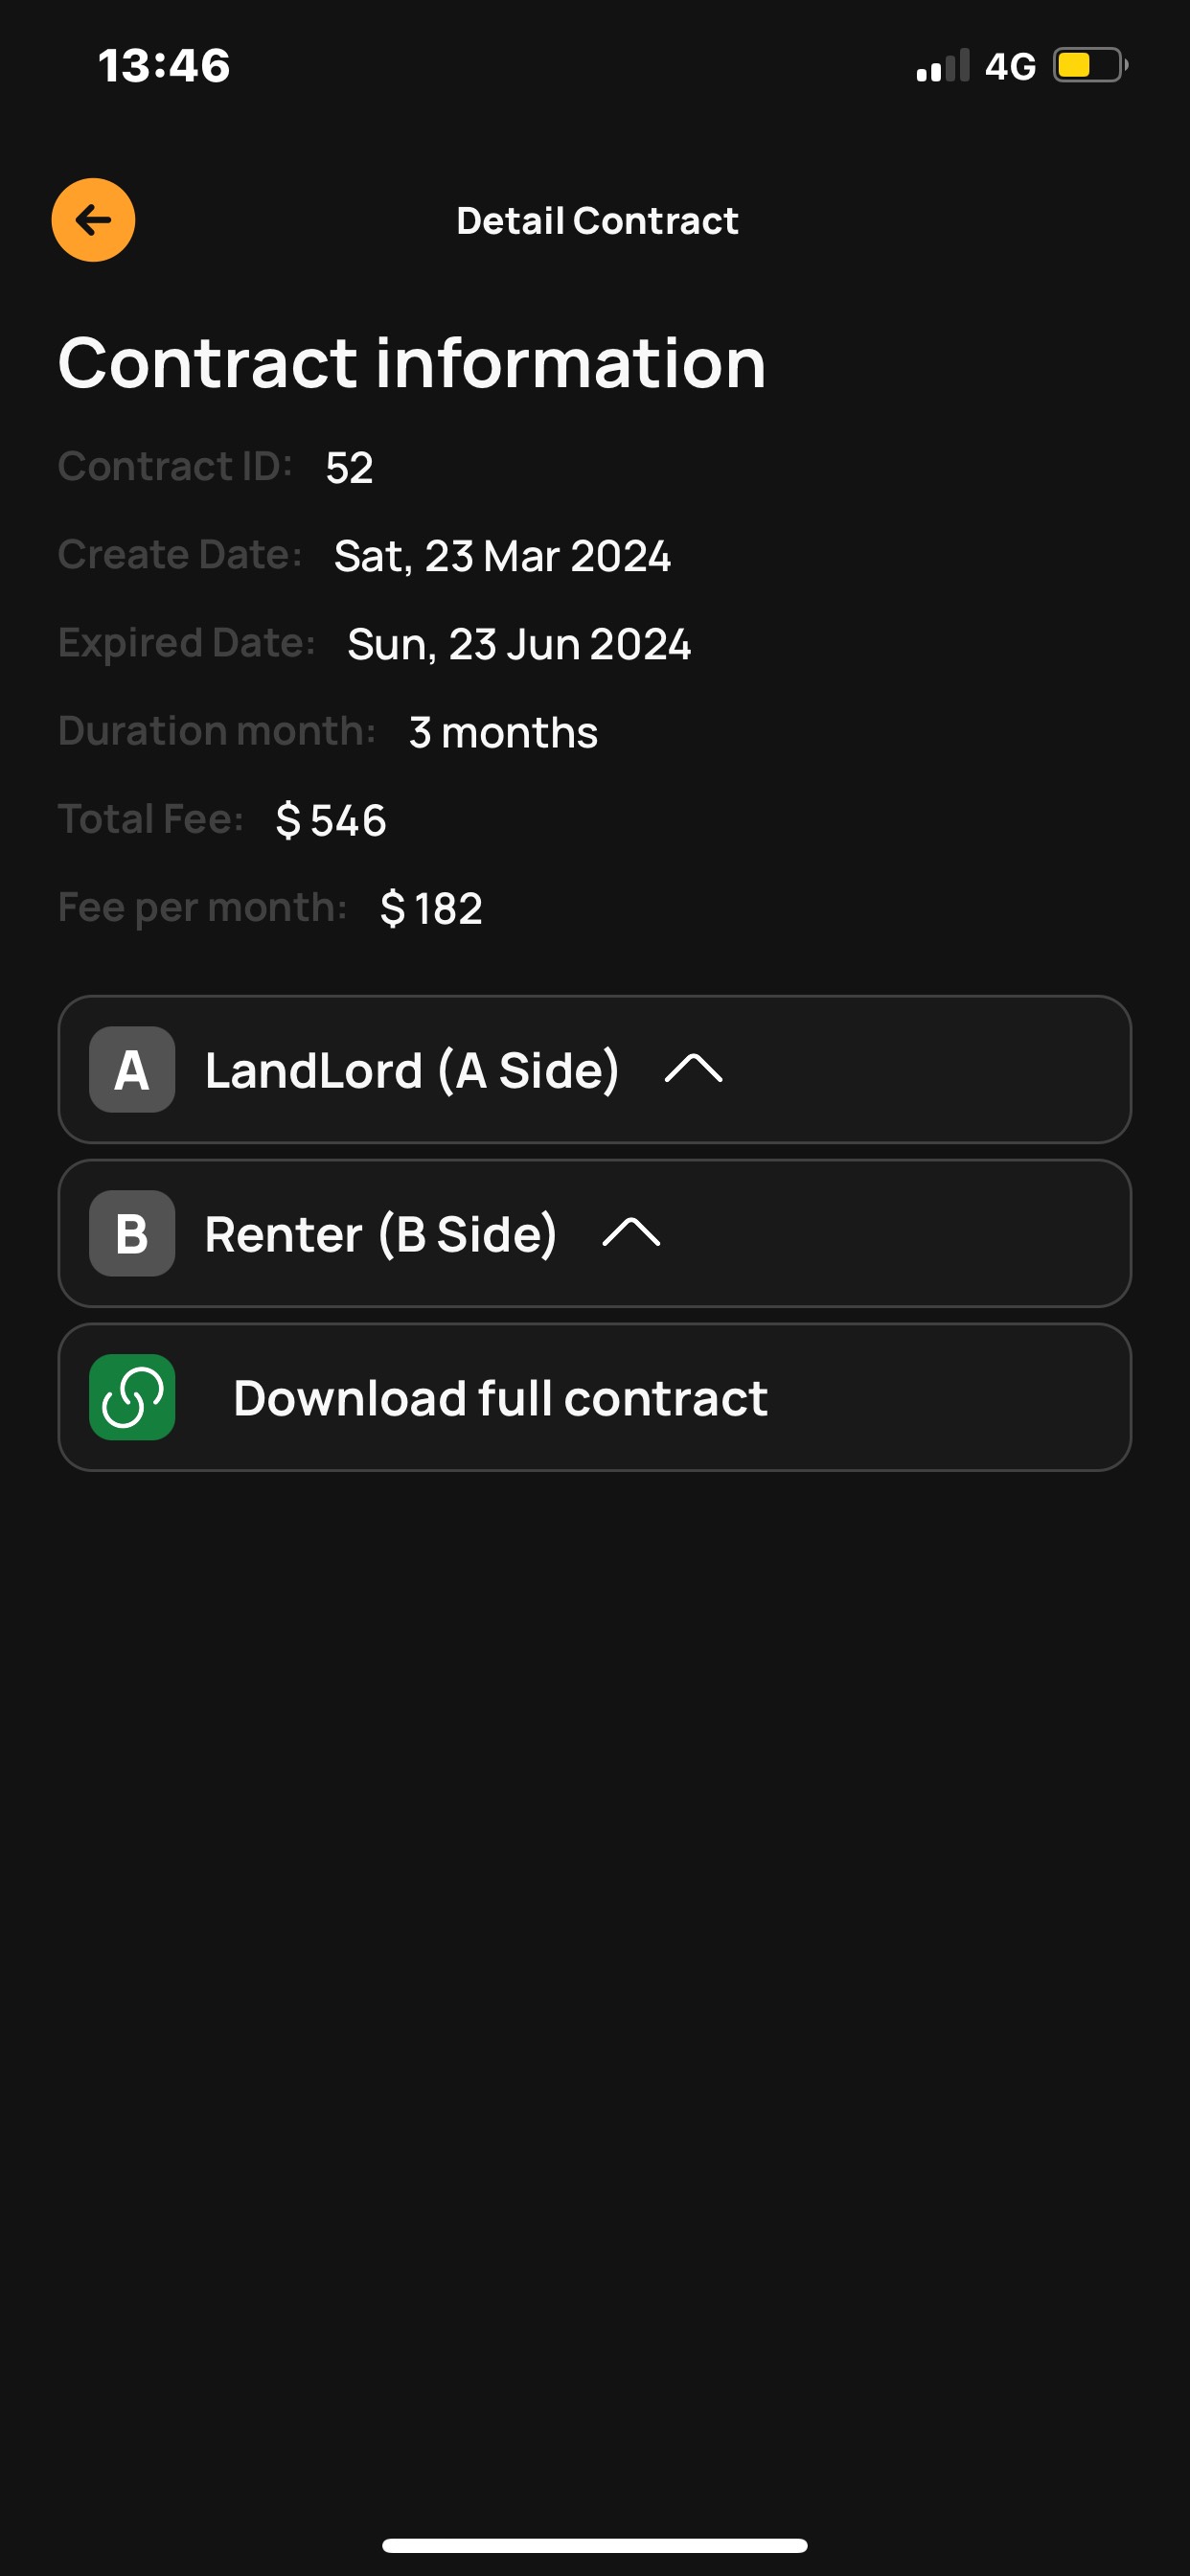 13:46 4G
Detail Contract
Contract information
Contract ID: 52
Create Date: Sat, 23 Mar 2024
Expired Date: Sun, 23 Jun 2024
Duration month: 3 months
Total Fee: $ 546
Fee per month: $ 182
A LandLord (A Side)
B Renter (B Side)
Download full contract